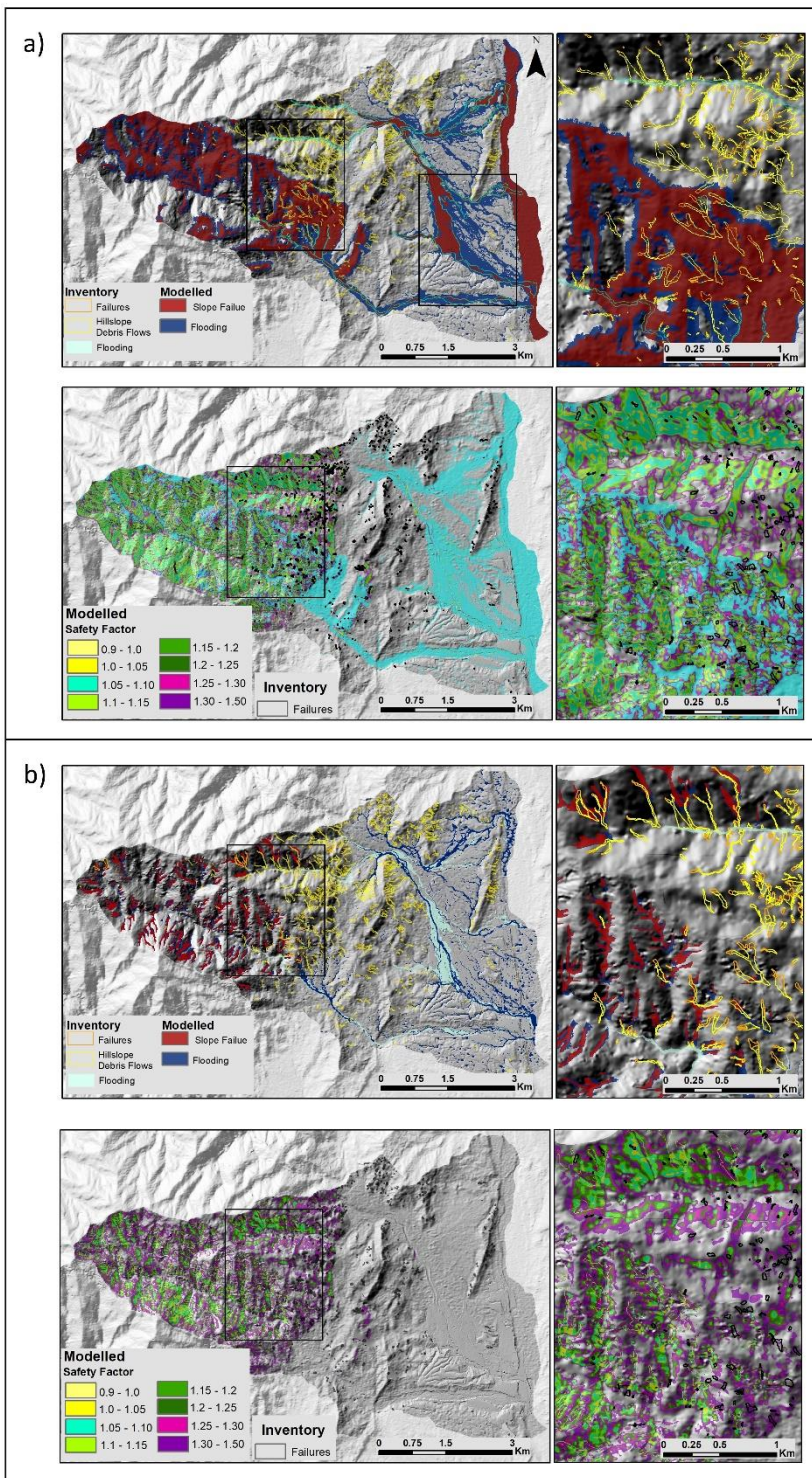 a)
N
Inventory
Failures
Hillslope
Debris Flows
Flooding
Modelled
Slope Failue
Flooding
0 0.75 1.5 3
Km
0 0.25 0.5 1
Km
Modelled
Safety Factor
0.9 - 1.0
1.0 - 1.05
1.05 - 1.10
1.1 - 1.15
1.15 - 1.2
1.2 - 1.25
1.25 - 1.30
1.30 - 1.50
Inventory
Failures
0 0.75 1.5 3
Km
0 0.25 0.5 1
Km
b)
Inventory
Failures
Hillslope
Debris Flows
Flooding
Modelled
Slope Failue
Flooding
0 0.75 1.5 3
Km
0 0.25 0.5 1
Km
Modelled
Safety Factor
0.9 - 1.0
1.0 - 1.05
1.05 - 1.10
1.1 - 1.15
1.15 - 1.2
1.2 - 1.25
1.25 - 1.30
1.30 - 1.50
Inventory
Failures
0 0.75 1.5 3
Km
0 0.25 0.5 1
Km